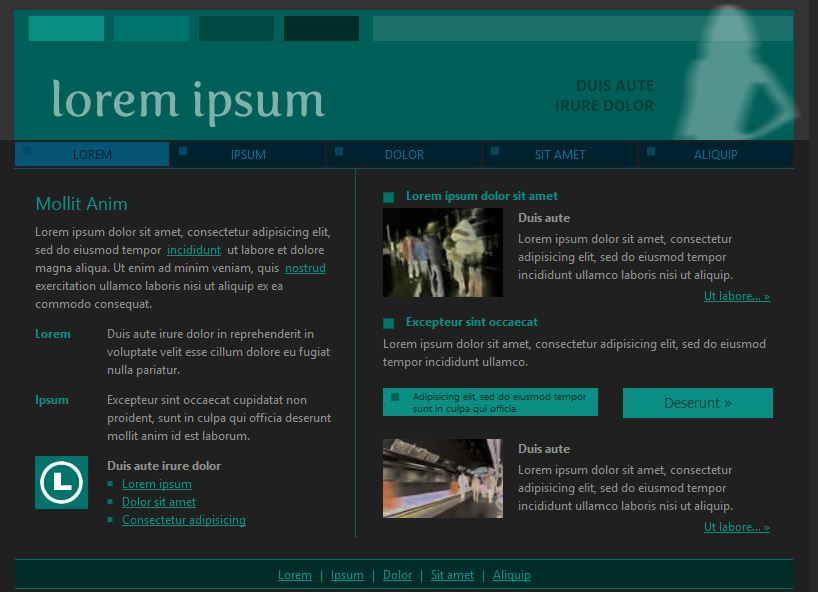 lorem ipsum
DUIS AUTE
IRURE DOLOR
LOREM
IPSUM
DOLOR
SIT AMET
ALIQUIP
Mollit Anim
Lorem ipsum dolor sit amet, consectetur adipisicing elit,
sed do eiusmod tempor incididunt ut labore et dolore
magna aliqua. Ut enim ad minim veniam, quis nostrud
exercitation ullamco laboris nisi ut aliquip ex ea
commodo consequat.
Lorem
Duis aute irure dolor in reprehenderit in
voluptate velit esse cillum dolore eu fugiat
nulla pariatur.
Ipsum
Excepteur sint occaecat cupidatat non
proident, sunt in culpa qui officia deserunt
mollit anim id est laborum.
L
Duis aute irure dolor
Lorem ipsum
Dolor sit amet
Consectetur adipisicing
Lorem ipsum dolor sit amet
Duis aute
Lorem ipsum dolor sit amet, consectetur
adipisicing elit, sed do eiusmod tempor
incididunt ullamco laboris nisi ut aliquip.
Ut labore... »
Excepteur sint occaecat
Lorem ipsum dolor sit amet, consectetur adipisicing elit, sed do eiusmod
tempor incididunt ullamco.
Adipisicing elit, sed do eiusmod tempor
sunt in culpa qui officia.
Deserunt »
Duis aute
Lorem ipsum dolor sit amet, consectetur
adipisicing elit, sed do eiusmod tempor
incididunt ullamco laboris nisi ut aliquip.
Ut labore... »
Lorem | Ipsum | Dolor | Sit amet | Aliquip